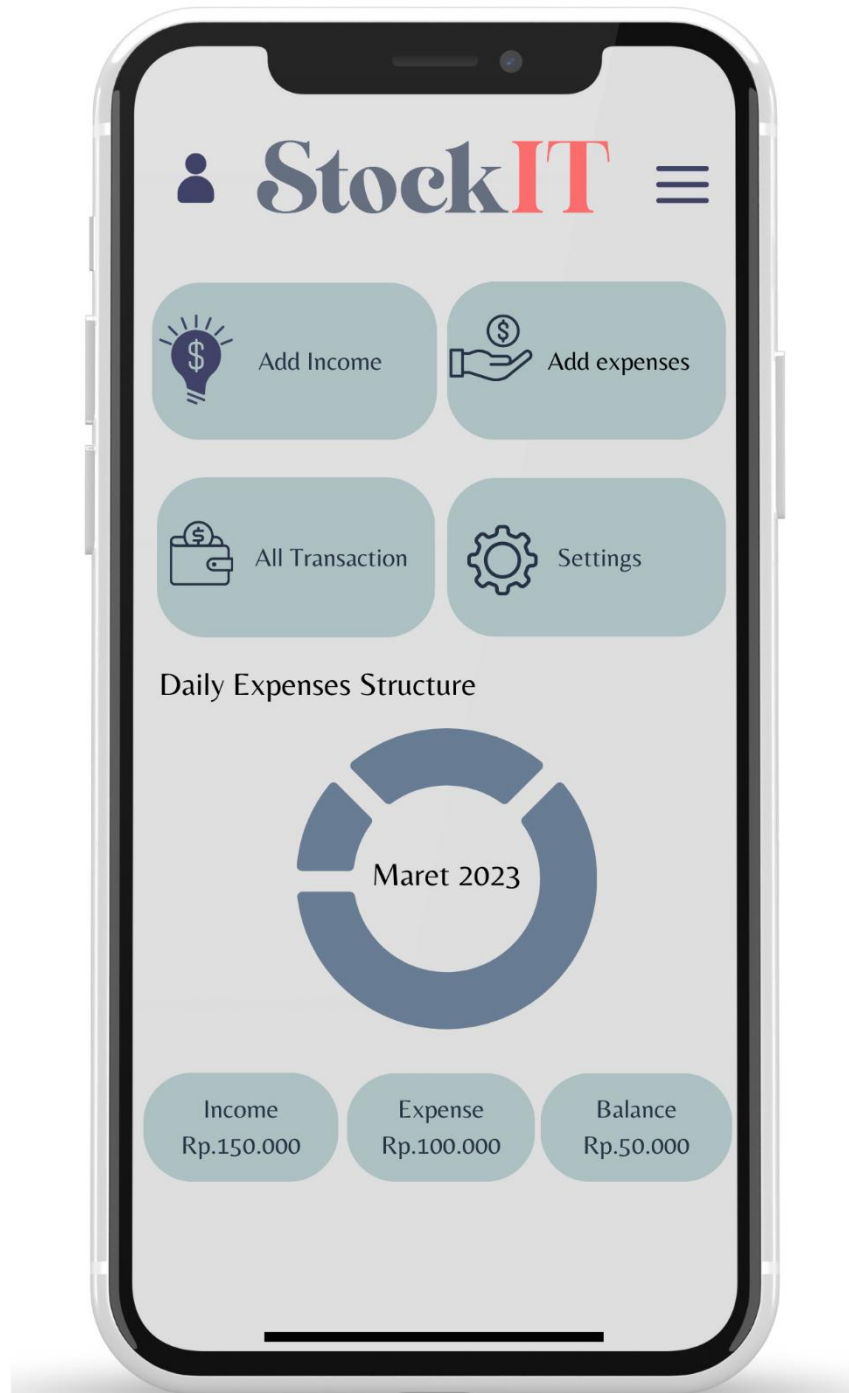 StockIT
Add Income
Add expenses
All Transaction
Settings
Daily Expenses Structure
Maret 2023
Income
Rp.150.000
Expense
Rp.100.000
Balance
Rp.50.000